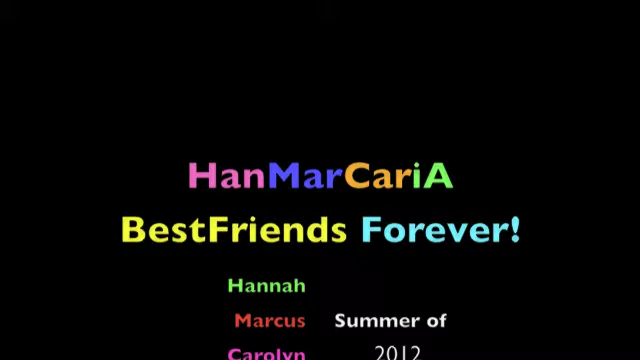 HanMarCariA
BestFriends Forever!
Hannah
Marcus Summer of
Carolyn 2012